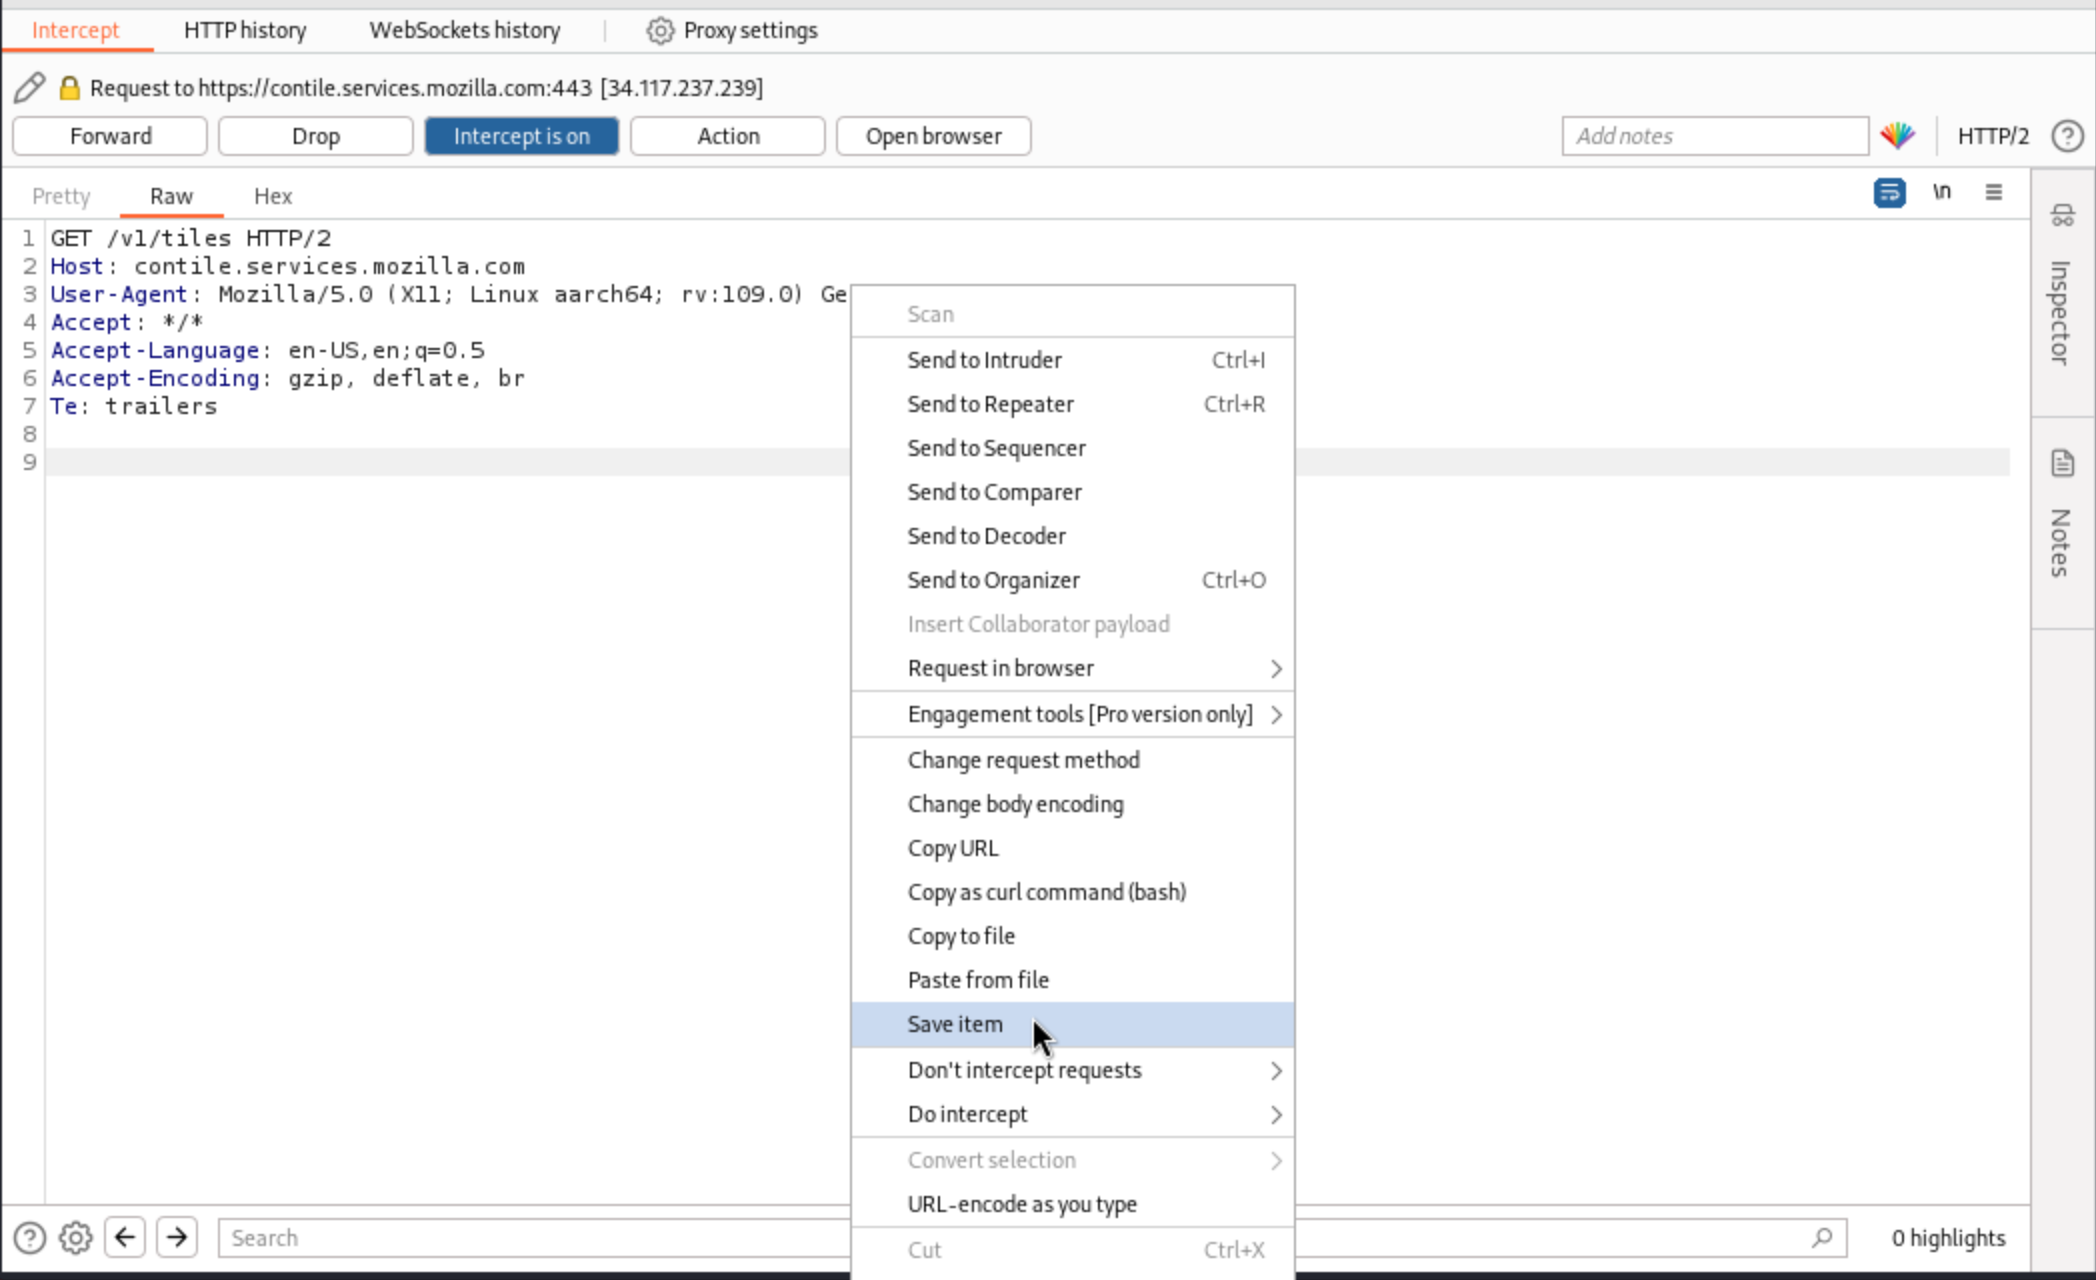 Intercept HTTP history WebSockets history Proxy settings
Request to https://contile.services.mozilla.com:443 [34.117.237.239]
Forward Drop Intercept is on Action Open browser Add notes HTTP/2 ?
Pretty Raw Hex \n
1 GET /v1/tiles HTTP/2
2 Host: contile.services.mozilla.com
3 User-Agent: Mozilla/5.0 (X11; Linux aarch64; rv:109.0) Ge
4 Accept: */*
5 Accept-Language: en-US,en;q=0.5
6 Accept-Encoding: gzip, deflate, br
7 Te: trailers
8
9
Scan
Send to Intruder Ctrl+I
Send to Repeater Ctrl+R
Send to Sequencer
Send to Comparer
Send to Decoder
Send to Organizer Ctrl+O
Insert Collaborator payload
Request in browser
Engagement tools [Pro version only]
Change request method
Change body encoding
Copy URL
Copy as curl command (bash)
Copy to file
Paste from file
Save item
Don't intercept requests
Do intercept
Convert selection
URL-encode as you type
Cut Ctrl+X
Inspector
Notes
? Search 0 highlights